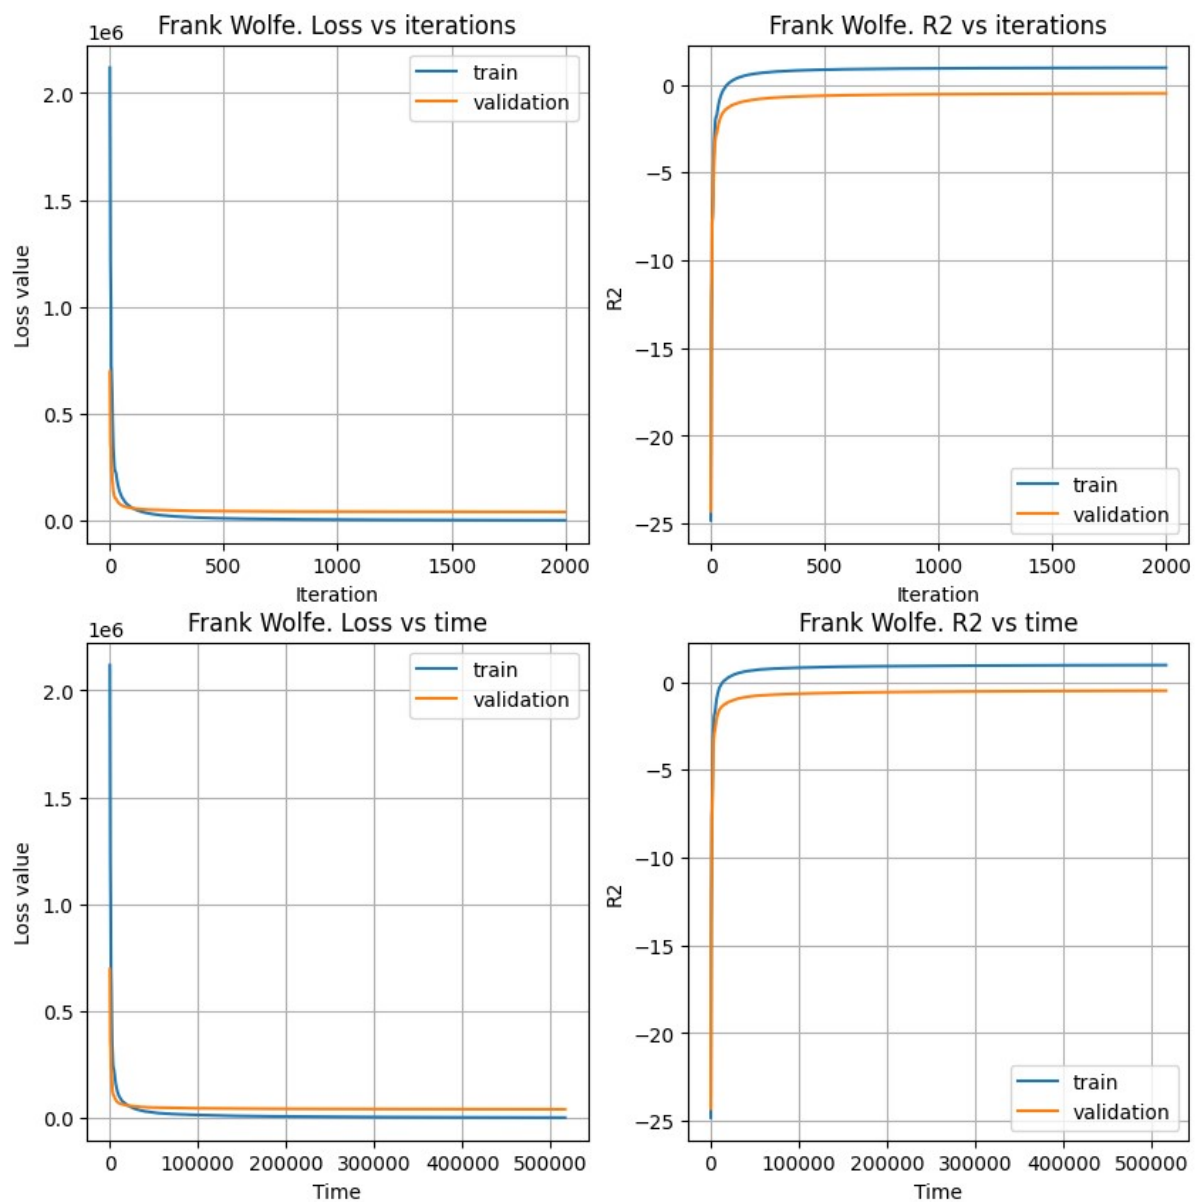 Frank Wolfe. Loss vs iterations
1e6
2.0
1.5
1.0
0.5
0.0
Loss value
train
validation
0 500 1000 1500 2000
Iteration
Frank Wolfe. R2 vs iterations
0
−5
−10
−15
−20
−25
R2
train
validation
0 500 1000 1500 2000
Iteration
Frank Wolfe. Loss vs time
1e6
2.0
1.5
1.0
0.5
0.0
Loss value
train
validation
0 100000 200000 300000 400000 500000
Time
Frank Wolfe. R2 vs time
0
−5
−10
−15
−20
−25
R2
train
validation
0 100000 200000 300000 400000 500000
Time